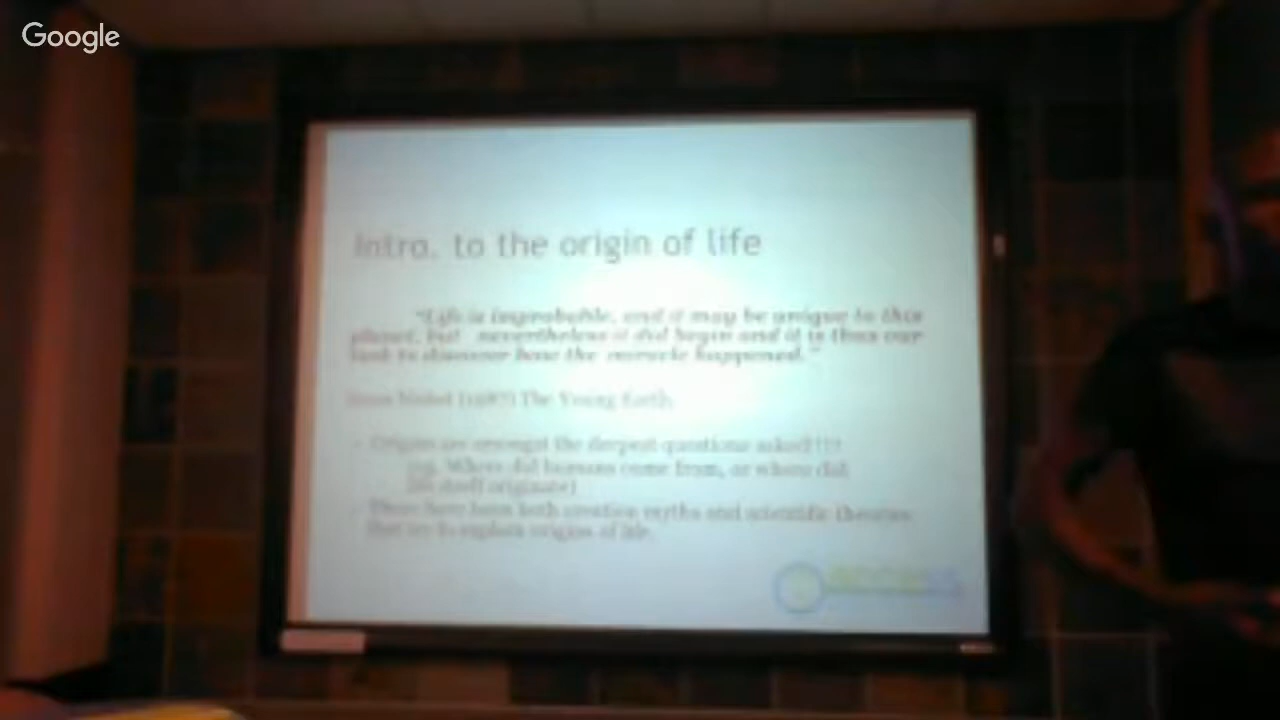 Google
Intro. to the origin of life
"Life is improbable, and it may be unique to this
planet, but nevertheless it did begin and it is thus our
task to discover how the miracle happened."
The Young Earth
- Origins are amongst the deepest questions asked!!!!
Where did humans come from, or where did
itself originate)
There have been both creation myths and scientific theories
that try to explain origins of life.